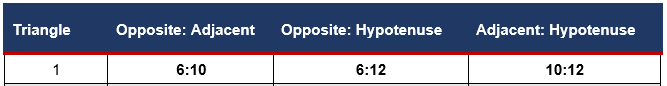 Triangle Opposite: Adjacent Opposite: Hypotenuse Adjacent: Hypotenuse
1 6:10 6:12 10:12